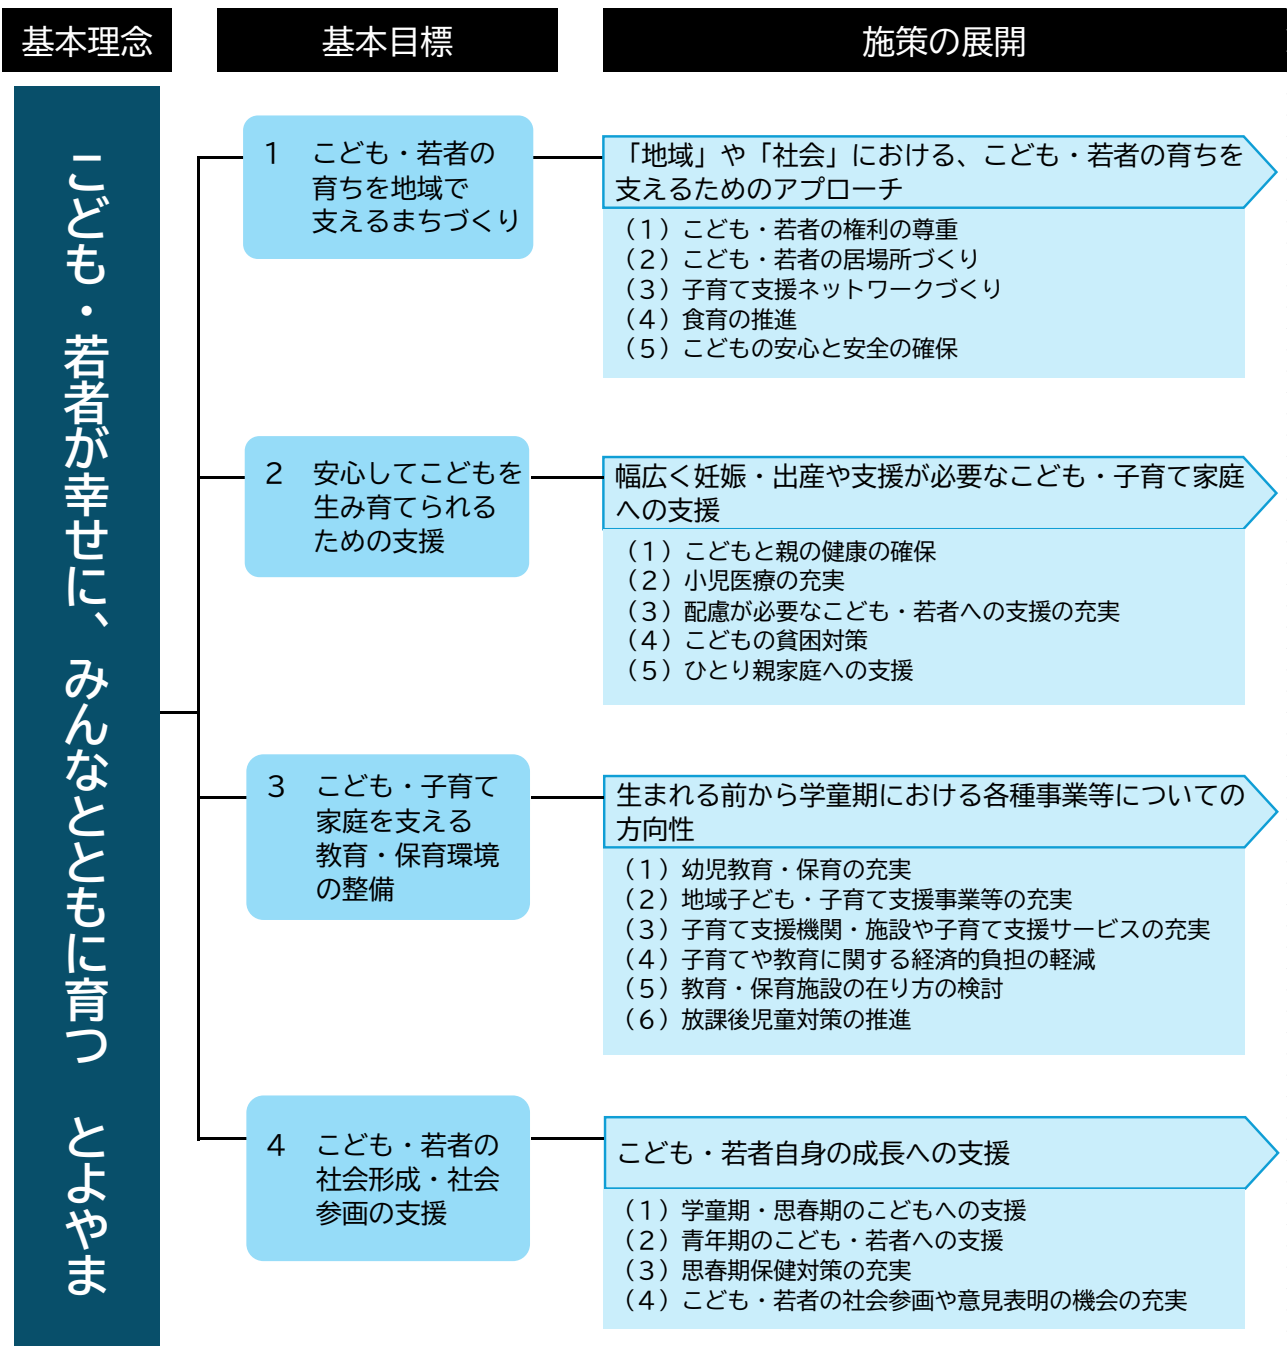 基本理念
基本目標
施策の展開
こども・若者が幸せに、みんなとともに育つ　とよやま
1　こども・若者の
育ちを地域で
支えるまちづくり
「地域」や「社会」における、こども・若者の育ちを
支えるためのアプローチ
（1）こども・若者の権利の尊重
（2）こども・若者の居場所づくり
（3）子育て支援ネットワークづくり
（4）食育の推進
（5）こどもの安心と安全の確保
2　安心してこどもを
生み育てられる
ための支援
幅広く妊娠・出産や支援が必要なこども・子育て家庭
への支援
（1）こどもと親の健康の確保
（2）小児医療の充実
（3）配慮が必要なこども・若者への支援の充実
（4）こどもの貧困対策
（5）ひとり親家庭への支援
3　こども・子育て
家庭を支える
教育・保育環境
の整備
生まれる前から学童期における各種事業等についての
方向性
（1）幼児教育・保育の充実
（2）地域子ども・子育て支援事業等の充実
（3）子育て支援機関・施設や子育て支援サービスの充実
（4）子育てや教育に関する経済的負担の軽減
（5）教育・保育施設の在り方の検討
（6）放課後児童対策の推進
4　こども・若者の
社会形成・社会
参画の支援
こども・若者自身の成長への支援
（1）学童期・思春期のこどもへの支援
（2）青年期のこども・若者への支援
（3）思春期保健対策の充実
（4）こども・若者の社会参画や意見表明の機会の充実